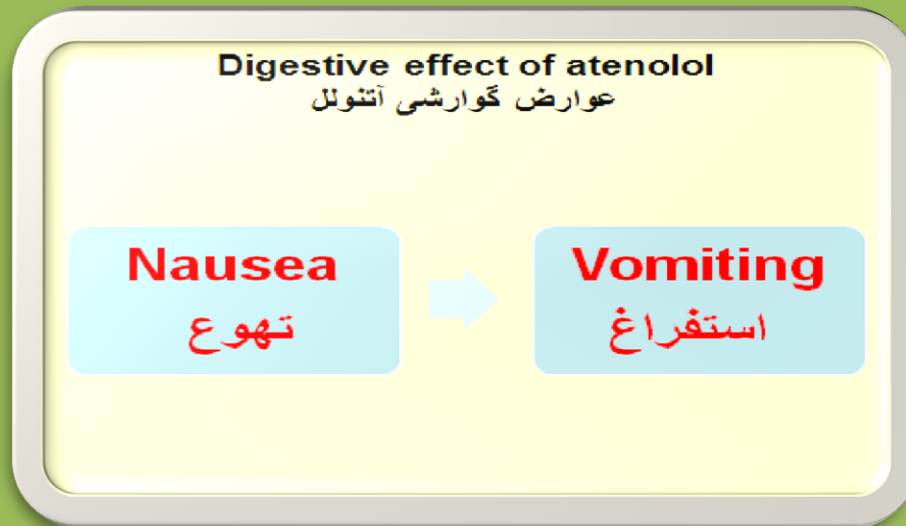 Digestive effect of atenolol
عوارض گوارشی آتنولل
Nausea
تهوع
Vomiting
استفراغ